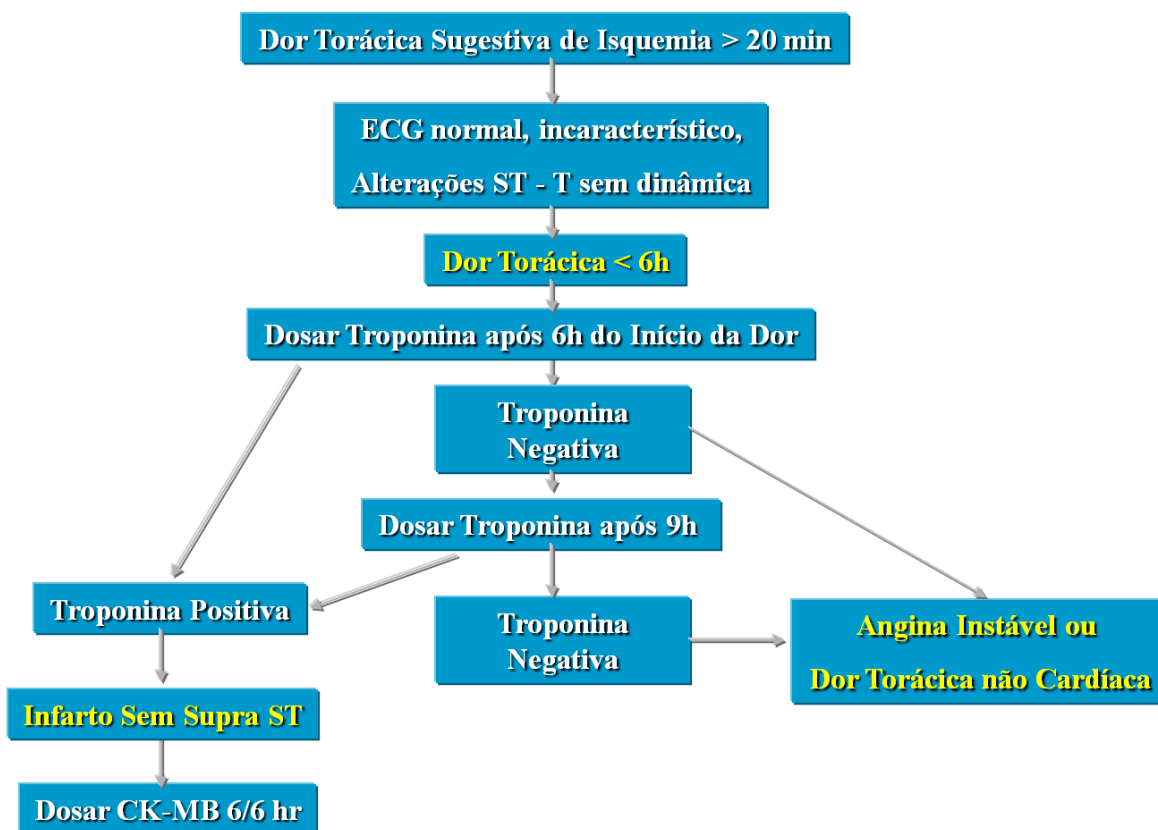 Dor Torácica Sugestiva de Isquemia > 20 min
ECG normal, incaracterístico,
Alterações ST - T sem dinâmica
Dor Torácica < 6h
Dosar Troponina após 6h do Início da Dor
Troponina
Negativa
Dosar Troponina após 9h
Troponina Positiva
Troponina
Negativa
Angina Instável ou
Dor Torácica não Cardíaca
Infarto Sem Supra ST
Dosar CK-MB 6/6 hr